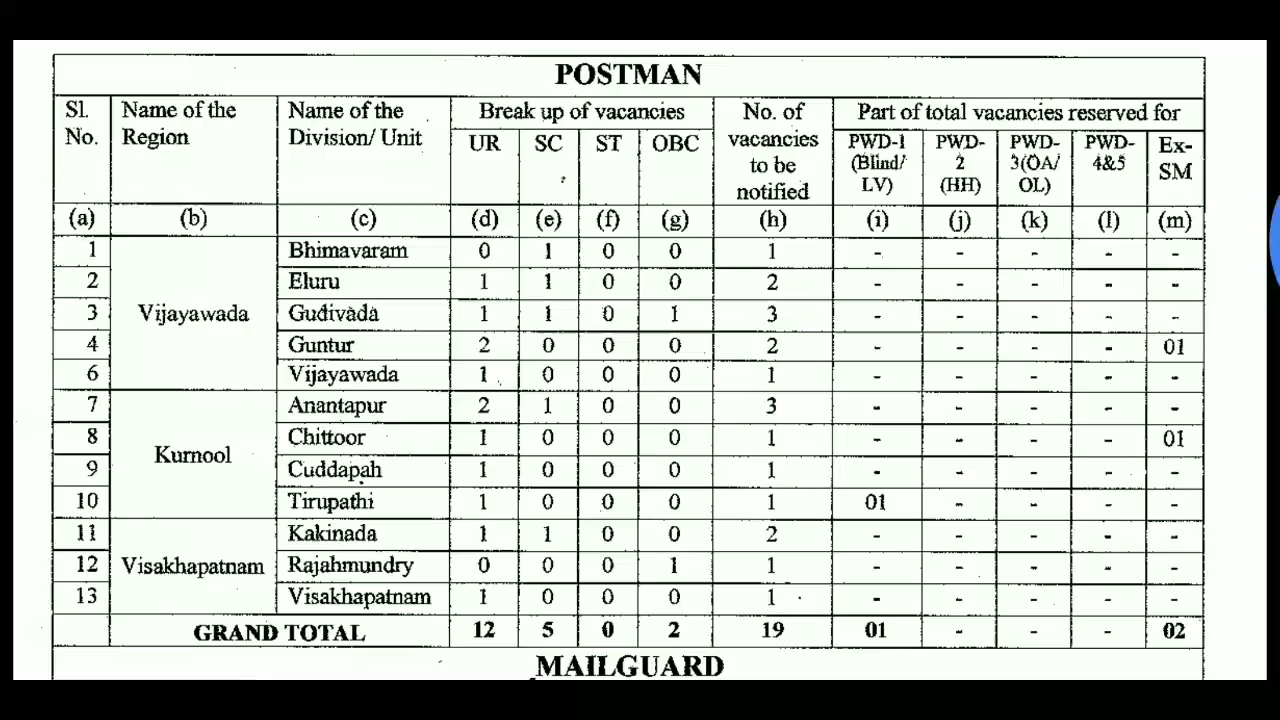 POSTMAN
Sl. No. Name of the Region Name of the Division/ Unit Break up of vacancies No. of vacancies to be notified Part of total vacancies reserved for
UR SC ST OBC PWD-1 (Blind/ LV) PWD-2 (HH) PWD-3(OA/ OL) PWD-4&5 Ex-SM
(a) (b) (c) (d) (e) (f) (g) (h) (i) (j) (k) (l) (m)
1 Vijayawada Bhimavaram 0 1 0 0 1 - - - - -
2 Eluru 1 1 0 0 2 - - - - -
3 Gudivada 1 1 0 1 3 - - - - -
4 Guntur 2 0 0 0 2 - - - - 01
6 Vijayawada 1 0 0 0 1 - - - - -
7 Kurnool Anantapur 2 1 0 0 3 - - - - -
8 Chittoor 1 0 0 0 1 - - - - 01
9 Cuddapah 1 0 0 0 1 - - - - -
10 Tirupathi 1 0 0 0 1 01 - - - -
11 Visakhapatnam Kakinada 1 1 0 0 2 - - - - -
12 Rajahmundry 0 0 0 1 1 - - - - -
13 Visakhapatnam 1 0 0 0 1 - - - - -
GRAND TOTAL 12 5 0 2 19 01 - - - 02
MAILGUARD